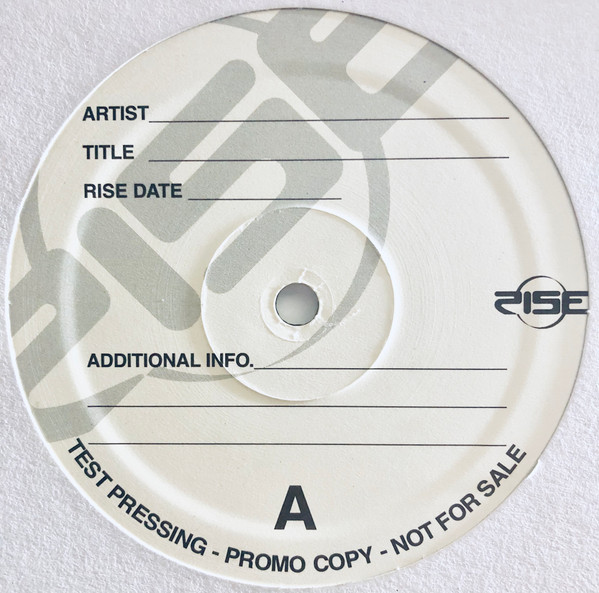 ARTIST
TITLE
RISE DATE
RISE
ADDITIONAL INFO.
A
TEST PRESSING - PROMO COPY - NOT FOR SALE